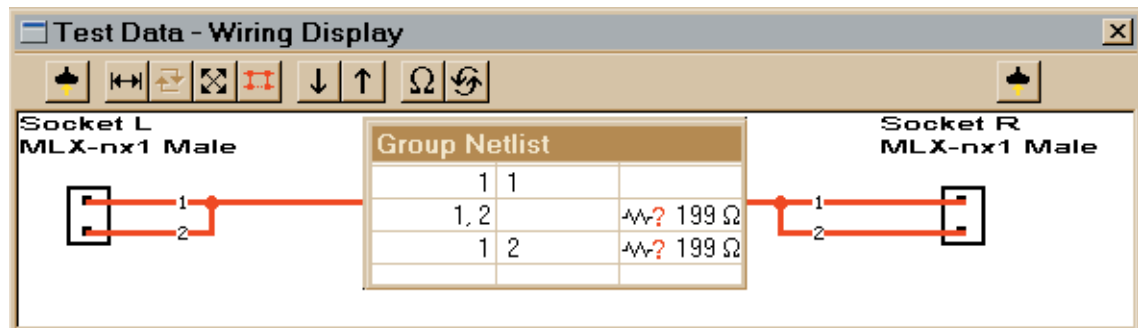 Test Data - Wiring Display
Ω
Socket L
MLX-nx1 Male
Socket R
MLX-nx1 Male
Group Netlist
1 1
1, 2 ? 199 Ω
1 2 ? 199 Ω
1
2
1
2